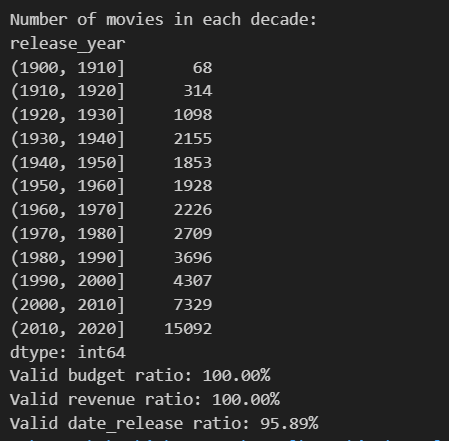 Number of movies in each decade:
release_year
(1900, 1910]       68
(1910, 1920]      314
(1920, 1930]     1098
(1930, 1940]     2155
(1940, 1950]     1853
(1950, 1960]     1928
(1960, 1970]     2226
(1970, 1980]     2709
(1980, 1990]     3696
(1990, 2000]     4307
(2000, 2010]     7329
(2010, 2020]    15092
dtype: int64
Valid budget ratio: 100.00%
Valid revenue ratio: 100.00%
Valid date_release ratio: 95.89%